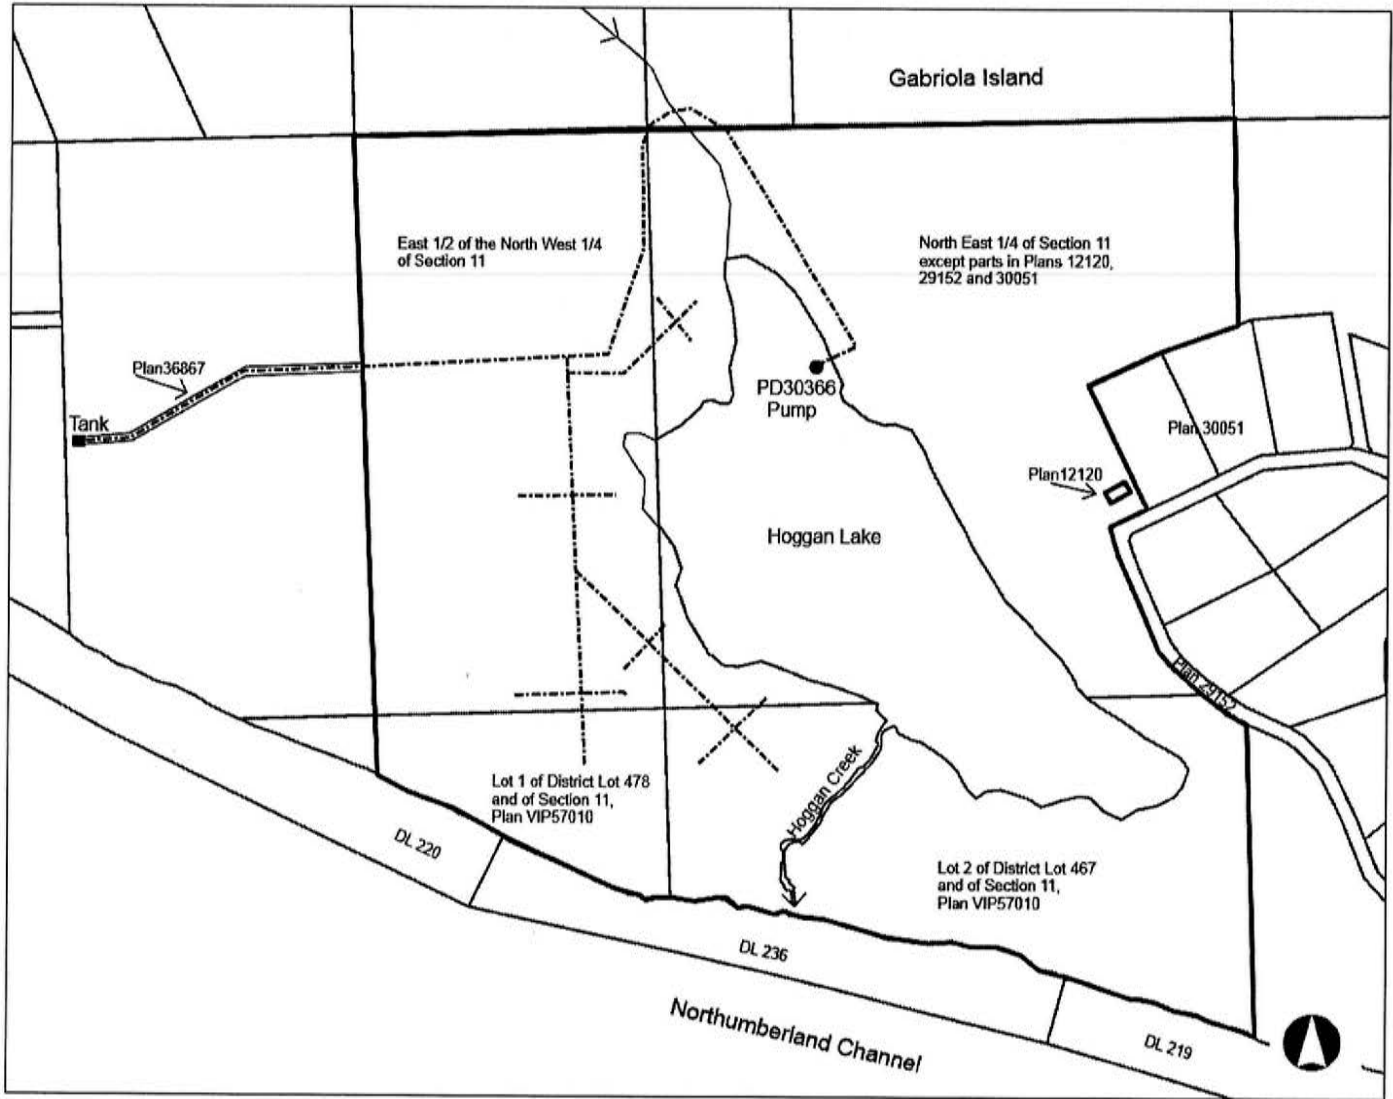 Gabriola Island
East 1/2 of the North West 1/4
of Section 11
North East 1/4 of Section 11
except parts in Plans 12120,
29152 and 30051
Plan36867
Tank
PD30366
Pump
Plan 30051
Plan12120
Hoggan Lake
Plan 29152
Hoggan Creek
Lot 1 of District Lot 478
and of Section 11,
Plan VIP57010
DL 220
Lot 2 of District Lot 467
and of Section 11,
Plan VIP57010
DL 236
Northumberland Channel
DL 219